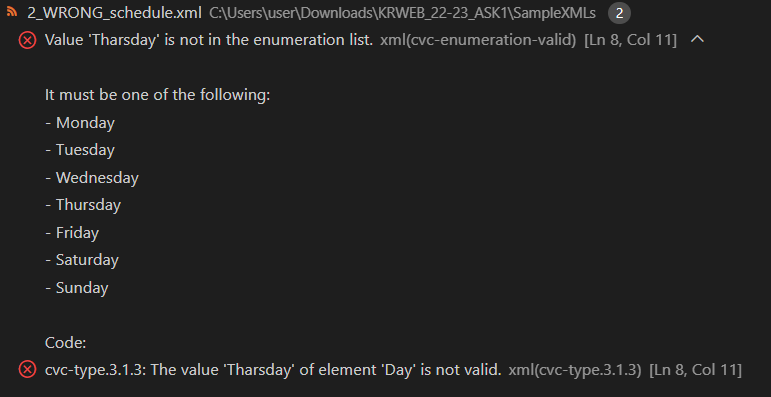 2_WRONG_schedule.xml C:\Users\user\Downloads\KRWEB_22-23_ASK1\SampleXMLs 2
Value 'Tharsday' is not in the enumeration list. xml(cvc-enumeration-valid) [Ln 8, Col 11]
It must be one of the following:
- Monday
- Tuesday
- Wednesday
- Thursday
- Friday
- Saturday
- Sunday
Code:
cvc-type.3.1.3: The value 'Tharsday' of element 'Day' is not valid. xml(cvc-type.3.1.3) [Ln 8, Col 11]